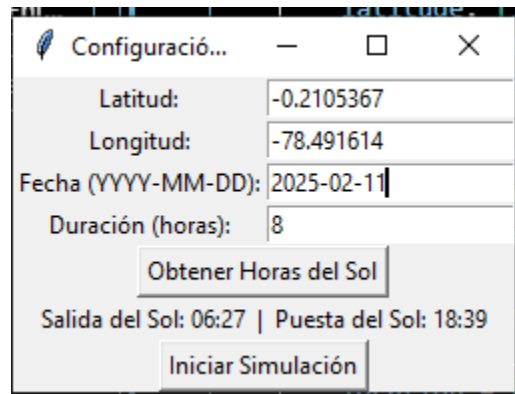 Configuració...
Latitud: -0.2105367
Longitud: -78.491614
Fecha (YYYY-MM-DD): 2025-02-11
Duración (horas): 8
Obtener Horas del Sol
Salida del Sol: 06:27 | Puesta del Sol: 18:39
Iniciar Simulación